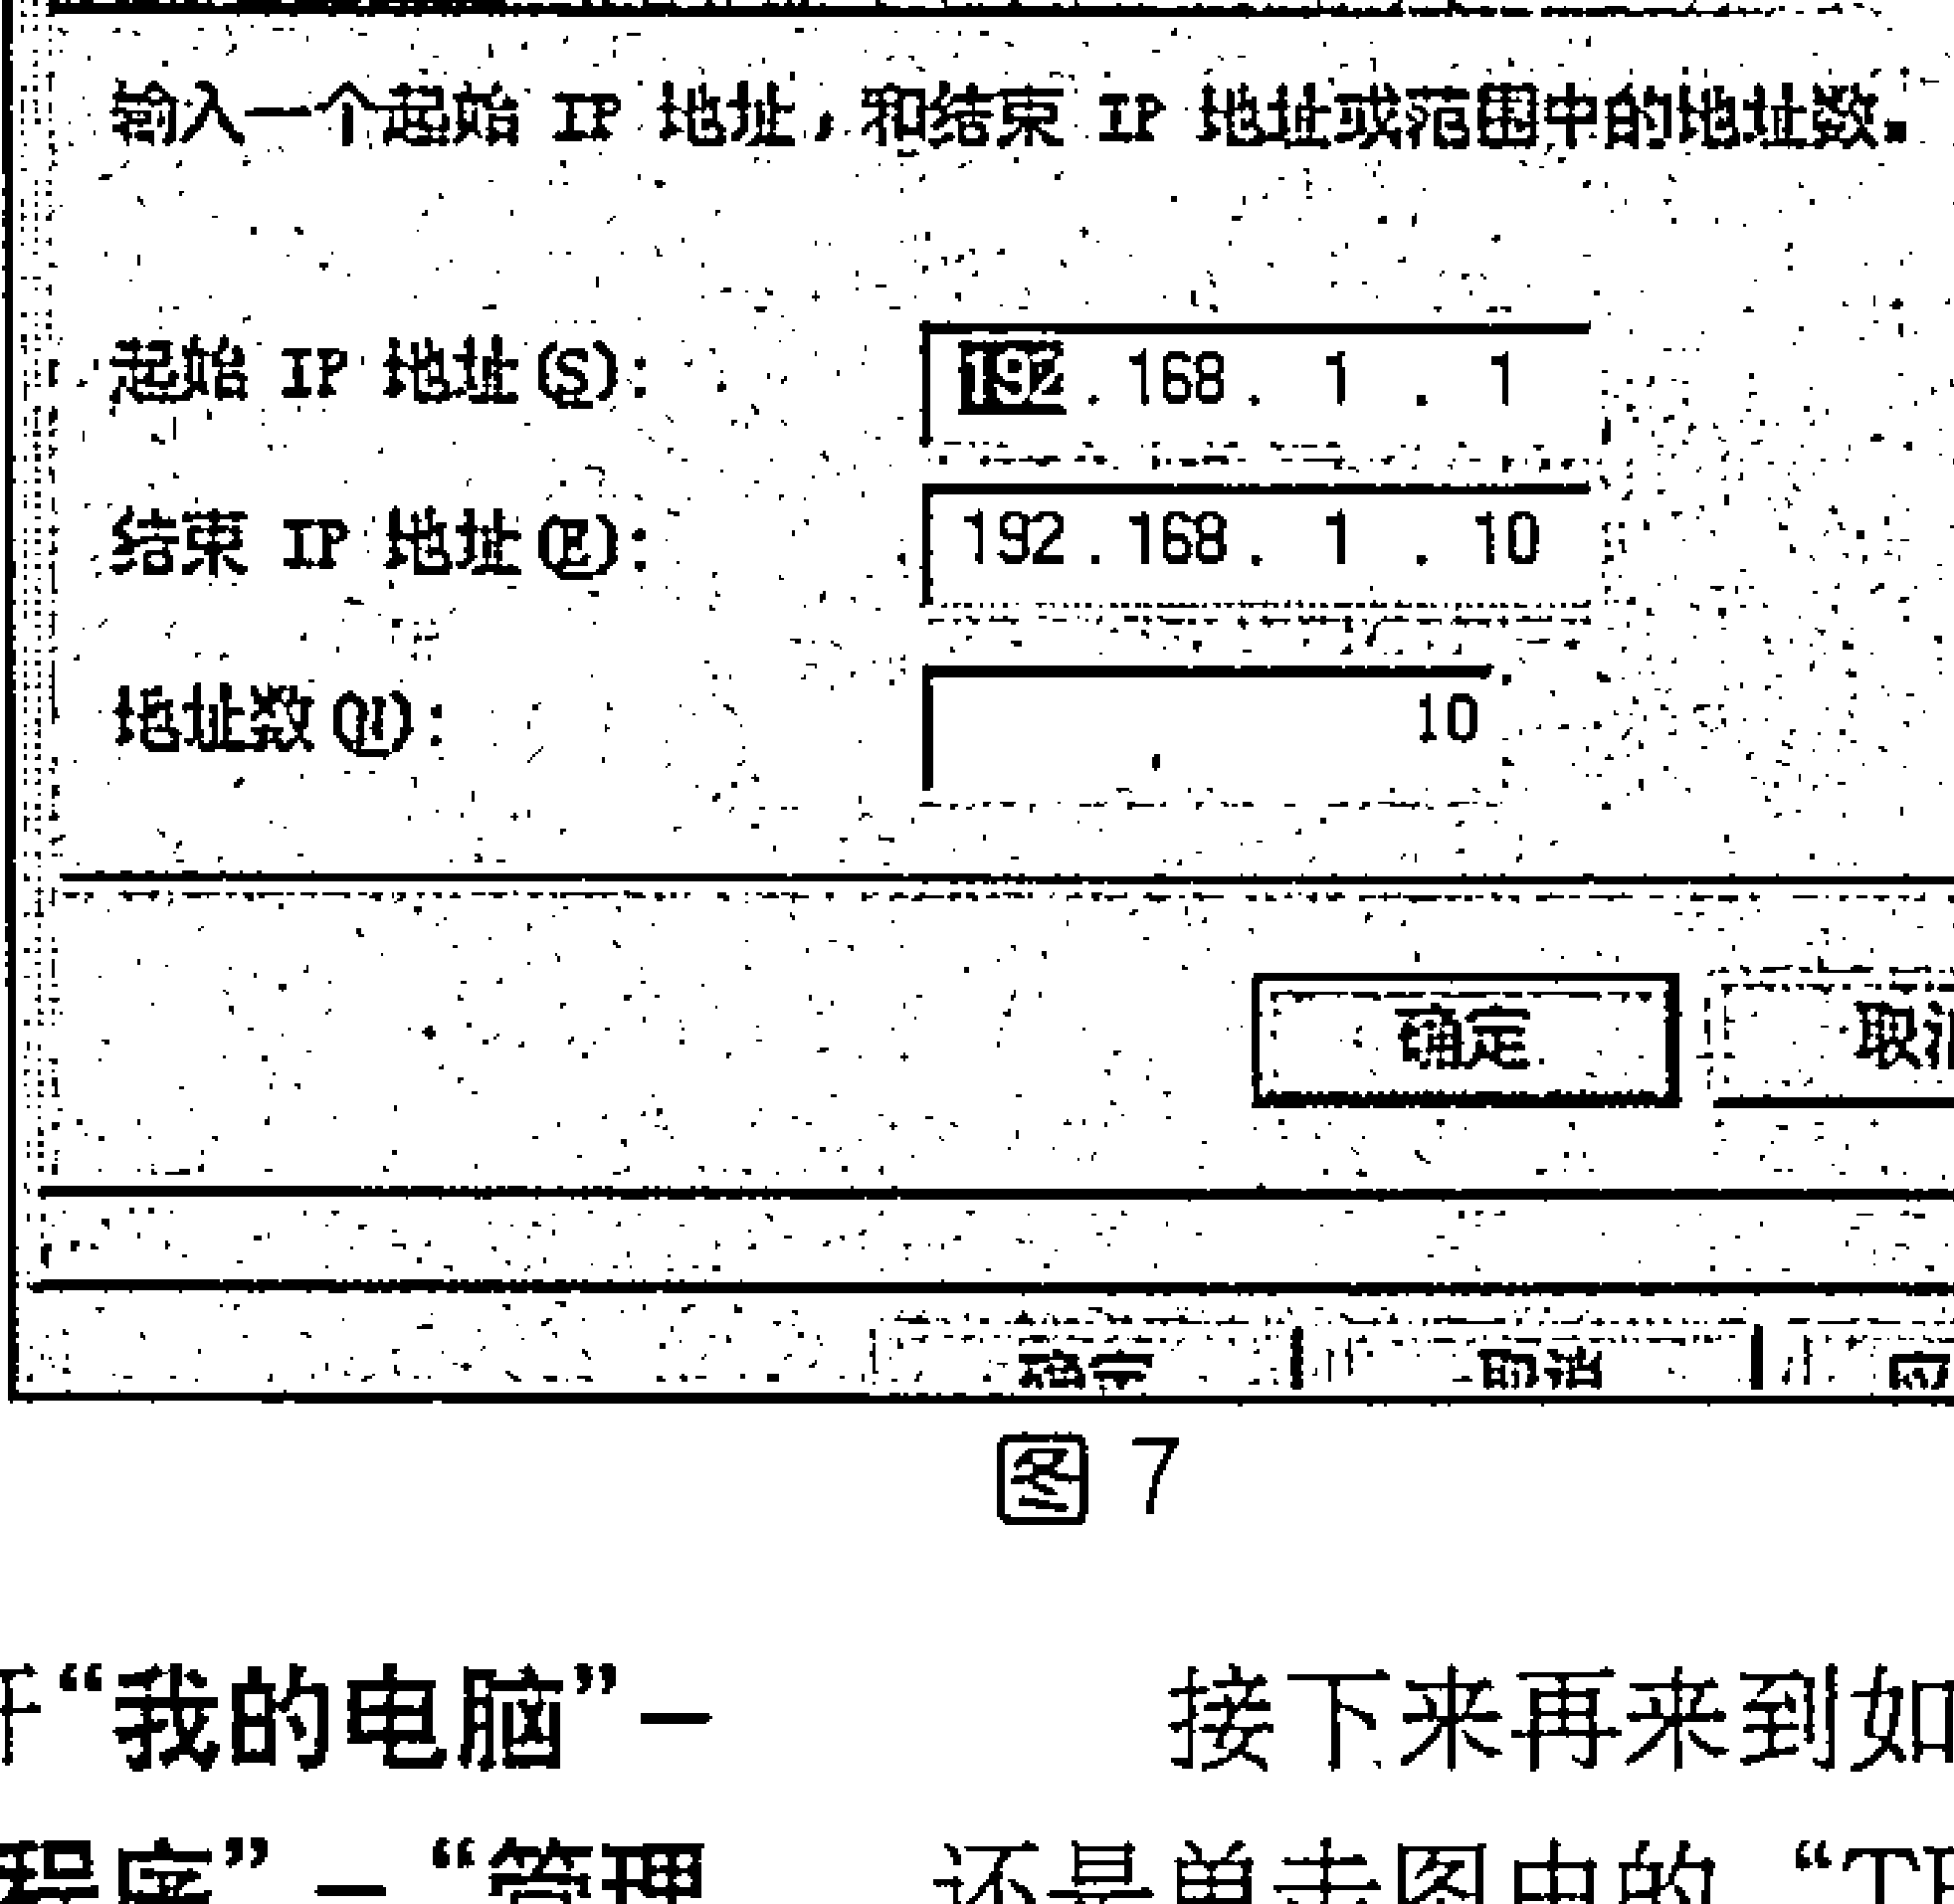 输入一个起始 IP 地址，和结束 IP 地址或范围中的地址数。
起始 IP 地址(S): 192.168. 1 . 1
结束 IP 地址(E): 192.168. 1 . 10
地址数(N): 10
确定 取消
图 7
“我的电脑”–
程序” – “管理
接下来再来到如
还是单击图中的 “T